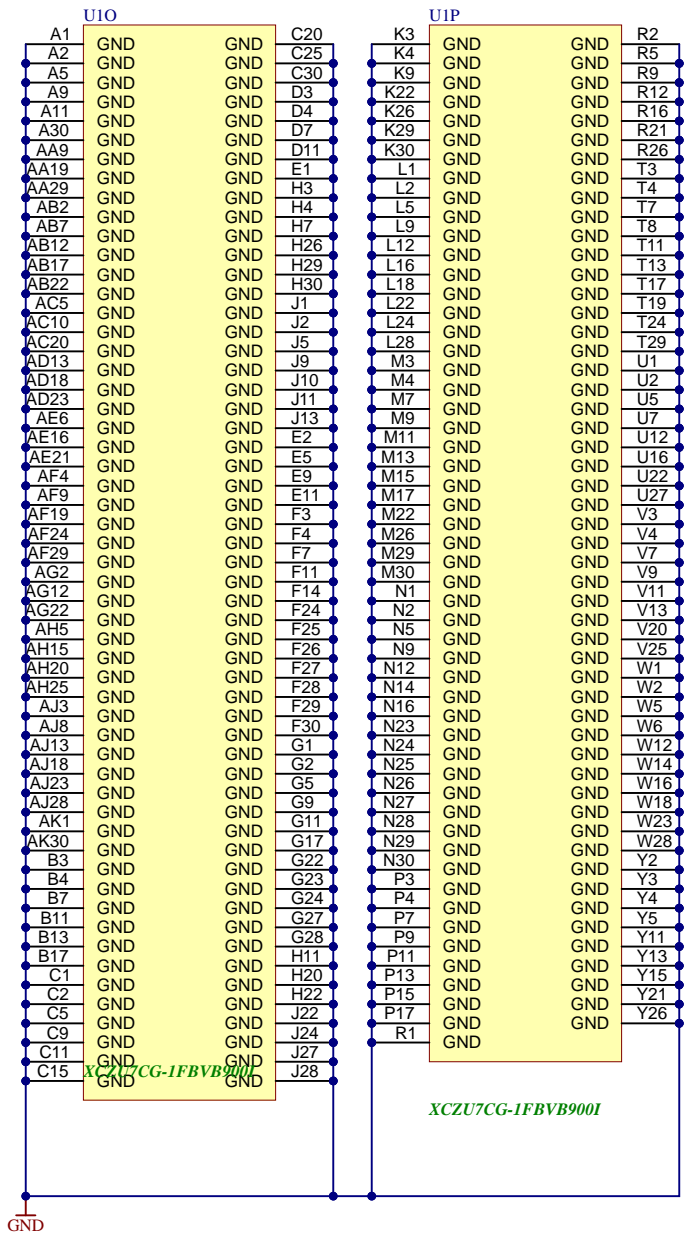 U1O
A1 GND GND C20
A2 GND GND C25
A5 GND GND C30
A9 GND GND D3
A11 GND GND D4
A30 GND GND D7
AA9 GND GND D11
AA19 GND GND E1
AA29 GND GND H3
AB2 GND GND H4
AB7 GND GND H7
AB12 GND GND H26
AB17 GND GND H29
AB22 GND GND H30
AC5 GND GND J1
AC10 GND GND J2
AC20 GND GND J5
AD13 GND GND J9
AD18 GND GND J10
AD23 GND GND J11
AE6 GND GND J13
AE16 GND GND E2
AE21 GND GND E5
AF4 GND GND E9
AF9 GND GND E11
AF19 GND GND F3
AF24 GND GND F4
AF29 GND GND F7
AG2 GND GND F11
AG12 GND GND F14
AG22 GND GND F24
AH5 GND GND F25
AH15 GND GND F26
AH20 GND GND F27
AH25 GND GND F28
AJ3 GND GND F29
AJ8 GND GND F30
AJ13 GND GND G1
AJ18 GND GND G2
AJ23 GND GND G5
AJ28 GND GND G9
AK1 GND GND G11
AK30 GND GND G17
B3 GND GND G22
B4 GND GND G23
B7 GND GND G24
B11 GND GND G27
B13 GND GND G28
B17 GND GND H11
C1 GND GND H20
C2 GND GND H22
C5 GND GND J22
C9 GND GND J24
C11 GND GND J27
C15 GND GND J28
XCZU7CG-1FBVB900I
U1P
K3 GND GND R2
K4 GND GND R5
K9 GND GND R9
K22 GND GND R12
K26 GND GND R16
K29 GND GND R21
K30 GND GND R26
L1 GND GND T3
L2 GND GND T4
L5 GND GND T7
L9 GND GND T8
L12 GND GND T11
L16 GND GND T13
L18 GND GND T17
L22 GND GND T19
L24 GND GND T24
L28 GND GND T29
M3 GND GND U1
M4 GND GND U2
M7 GND GND U5
M9 GND GND U7
M11 GND GND U12
M13 GND GND U16
M15 GND GND U22
M17 GND GND U27
M22 GND GND V3
M26 GND GND V4
M29 GND GND V7
M30 GND GND V9
N1 GND GND V11
N2 GND GND V13
N5 GND GND V20
N9 GND GND V25
N12 GND GND W1
N14 GND GND W2
N16 GND GND W5
N23 GND GND W6
N24 GND GND W12
N25 GND GND W14
N26 GND GND W16
N27 GND GND W18
N28 GND GND W23
N29 GND GND W28
N30 GND GND Y2
P3 GND GND Y3
P4 GND GND Y4
P7 GND GND Y5
P9 GND GND Y11
P11 GND GND Y13
P13 GND GND Y15
P15 GND GND Y21
P17 GND GND Y26
R1 GND
XCZU7CG-1FBVB900I
GND